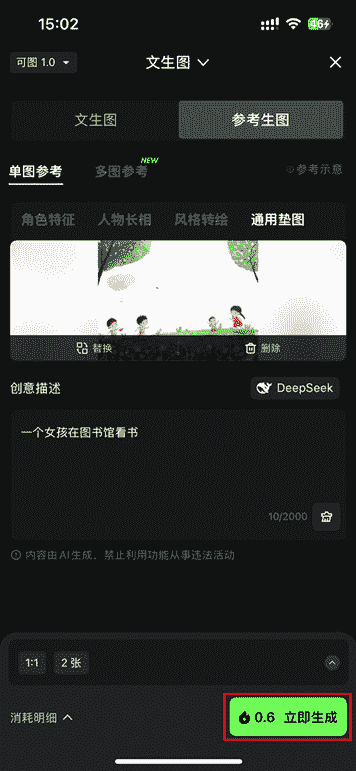 15:02
46
可图 1.0
文生图
文生图
参考生图
单图参考
多图参考
NEW
参考示意
角色特征
人物长相
风格转绘
通用垫图
替换
删除
创意描述
DeepSeek
一个女孩在图书馆看书
10/2000
内容由AI生成，禁止利用功能从事违法活动
1:1
2 张
消耗明细
0.6 立即生成